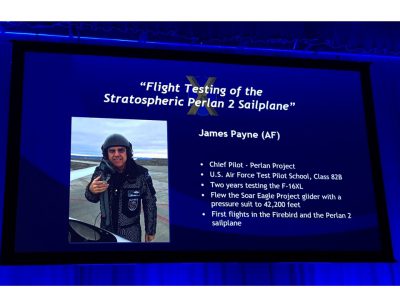 "Flight Testing of the
Stratospheric Perlan 2 Sailplane"
James Payne (AF)
• Chief Pilot - Perlan Project
• U.S. Air Force Test Pilot School, Class 82B
• Two years testing the F-16XL
• Flew the Soar Eagle Project glider with a
pressure suit to 42,200 feet
• First flights in the Firebird and the Perlan 2
sailplane